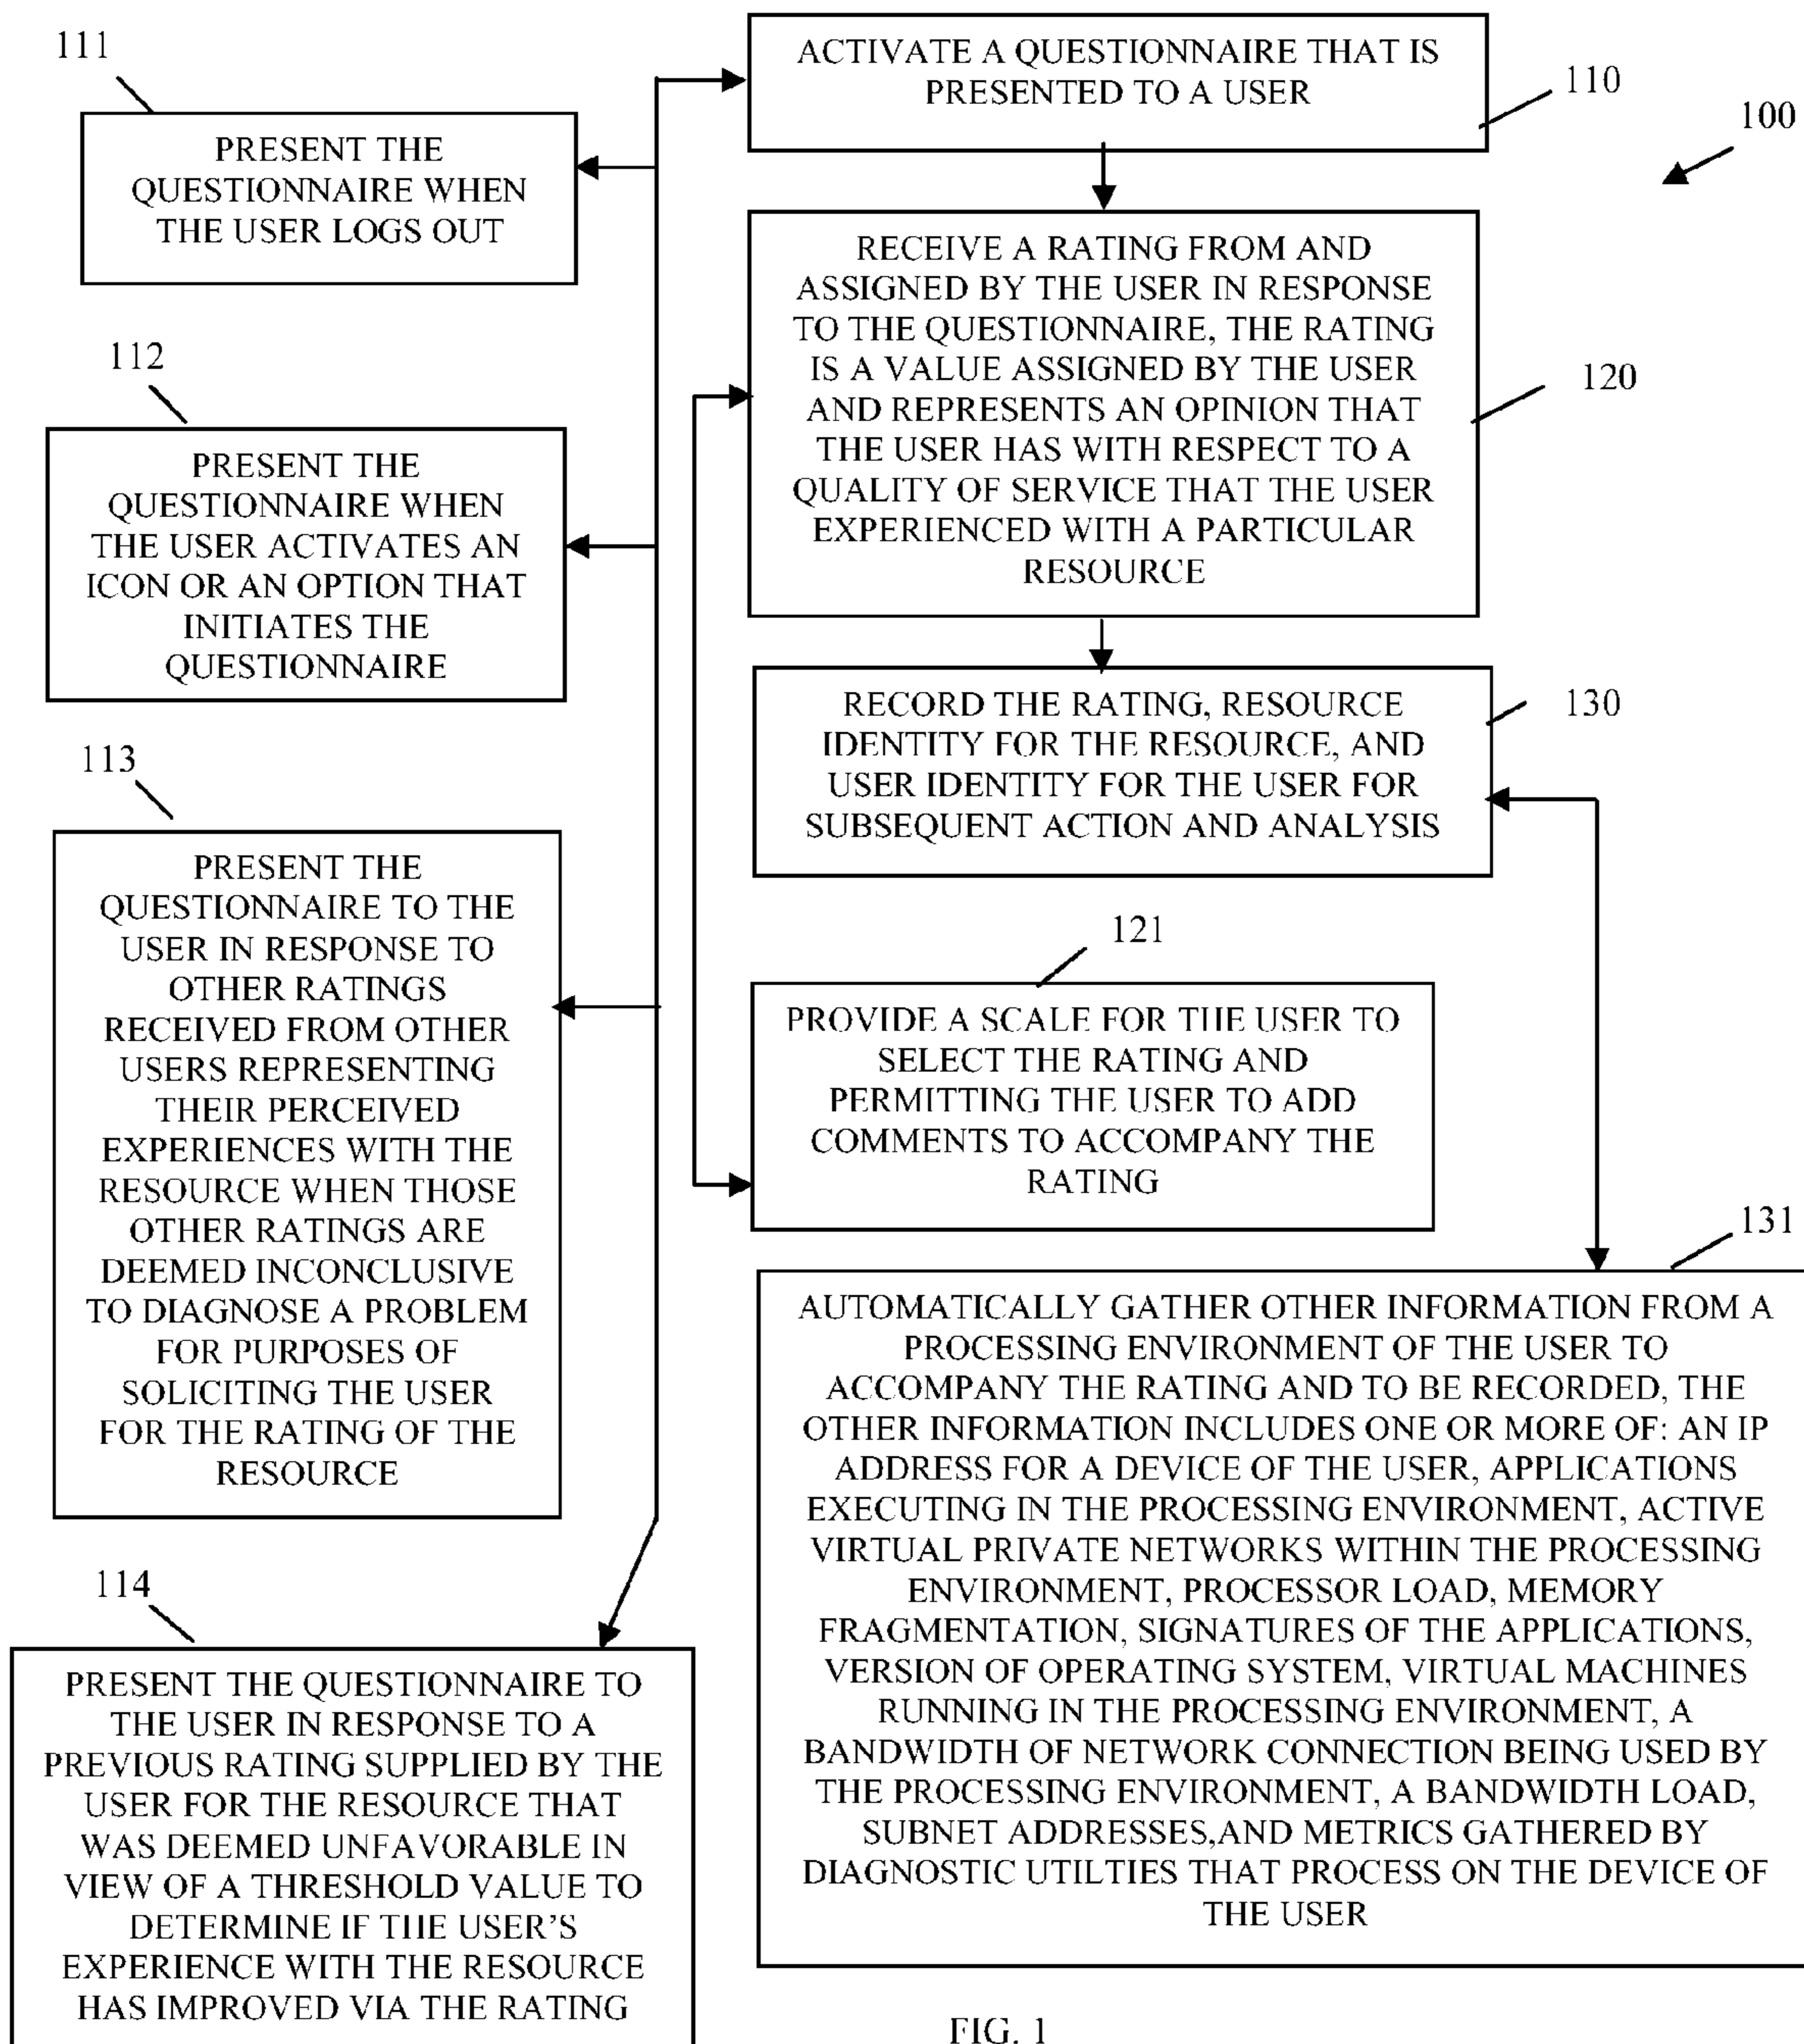 111
ACTIVATE A QUESTIONNAIRE THAT IS
PRESENTED TO A USER
110
100
PRESENT THE
QUESTIONNAIRE WHEN
THE USER LOGS OUT
RECEIVE A RATING FROM AND
ASSIGNED BY THE USER IN RESPONSE
TO THE QUESTIONNAIRE, THE RATING
IS A VALUE ASSIGNED BY THE USER
AND REPRESENTS AN OPINION THAT
THE USER HAS WITH RESPECT TO A
QUALITY OF SERVICE THAT THE USER
EXPERIENCED WITH A PARTICULAR
RESOURCE
120
112
PRESENT THE
QUESTIONNAIRE WHEN
THE USER ACTIVATES AN
ICON OR AN OPTION THAT
INITIATES THE
QUESTIONNAIRE
RECORD THE RATING, RESOURCE
IDENTITY FOR THE RESOURCE, AND
USER IDENTITY FOR THE USER FOR
SUBSEQUENT ACTION AND ANALYSIS
130
113
PRESENT THE
QUESTIONNAIRE TO THE
USER IN RESPONSE TO
OTHER RATINGS
RECEIVED FROM OTHER
USERS REPRESENTING
THEIR PERCEIVED
EXPERIENCES WITH THE
RESOURCE WHEN THOSE
OTHER RATINGS ARE
DEEMED INCONCLUSIVE
TO DIAGNOSE A PROBLEM
FOR PURPOSES OF
SOLICITING THE USER
FOR THE RATING OF THE
RESOURCE
121
PROVIDE A SCALE FOR THE USER TO
SELECT THE RATING AND
PERMITTING THE USER TO ADD
COMMENTS TO ACCOMPANY THE
RATING
131
AUTOMATICALLY GATHER OTHER INFORMATION FROM A
PROCESSING ENVIRONMENT OF THE USER TO
ACCOMPANY THE RATING AND TO BE RECORDED, THE
OTHER INFORMATION INCLUDES ONE OR MORE OF: AN IP
ADDRESS FOR A DEVICE OF THE USER, APPLICATIONS
EXECUTING IN THE PROCESSING ENVIRONMENT, ACTIVE
VIRTUAL PRIVATE NETWORKS WITHIN THE PROCESSING
ENVIRONMENT, PROCESSOR LOAD, MEMORY
FRAGMENTATION, SIGNATURES OF THE APPLICATIONS,
VERSION OF OPERATING SYSTEM, VIRTUAL MACHINES
RUNNING IN THE PROCESSING ENVIRONMENT, A
BANDWIDTH OF NETWORK CONNECTION BEING USED BY
THE PROCESSING ENVIRONMENT, A BANDWIDTH LOAD,
SUBNET ADDRESSES,AND METRICS GATHERED BY
DIAGNOSTIC UTILTIES THAT PROCESS ON THE DEVICE OF
THE USER
114
PRESENT THE QUESTIONNAIRE TO
THE USER IN RESPONSE TO A
PREVIOUS RATING SUPPLIED BY THE
USER FOR THE RESOURCE THAT
WAS DEEMED UNFAVORABLE IN
VIEW OF A THRESHOLD VALUE TO
DETERMINE IF THE USER’S
EXPERIENCE WITH THE RESOURCE
HAS IMPROVED VIA THE RATING
FIG. 1